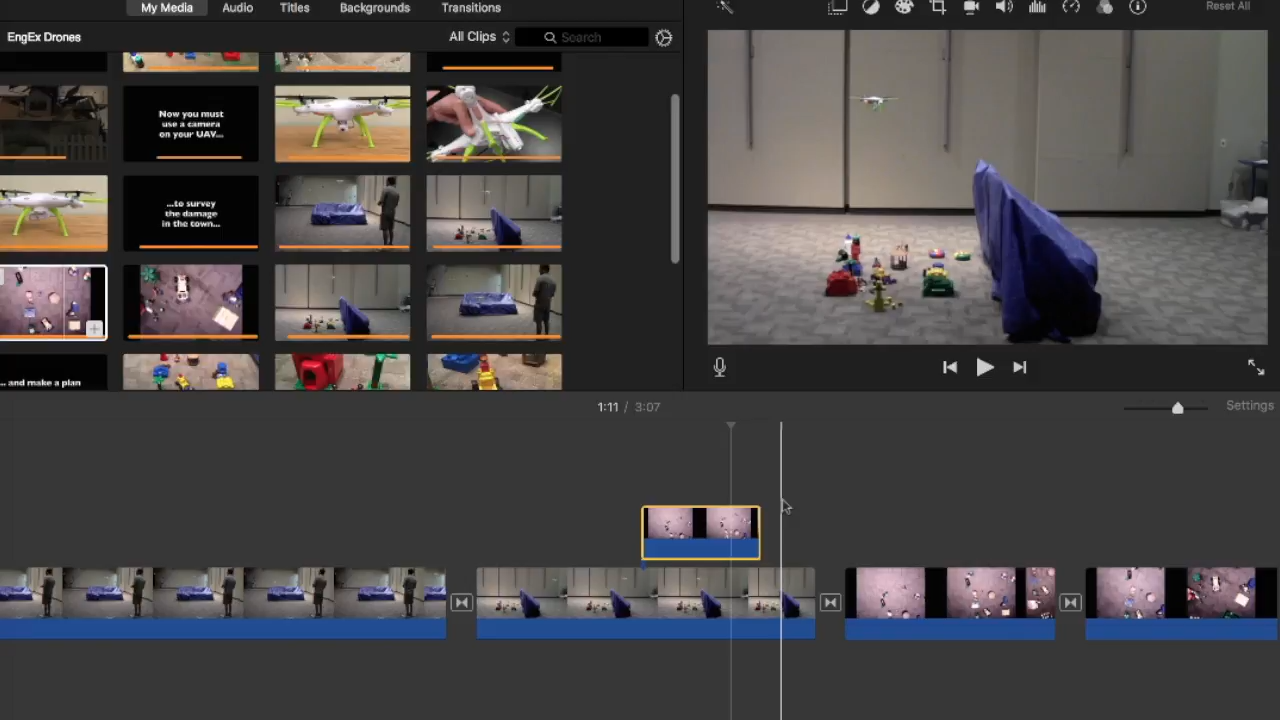 My Media Audio Titles Backgrounds Transitions Reset All
EngEx Drones All Clips Search
Now you must
use a camera
on your UAV...
...to survey
the damage
in the town...
... and make a plan
1:11 / 3:07 Settings